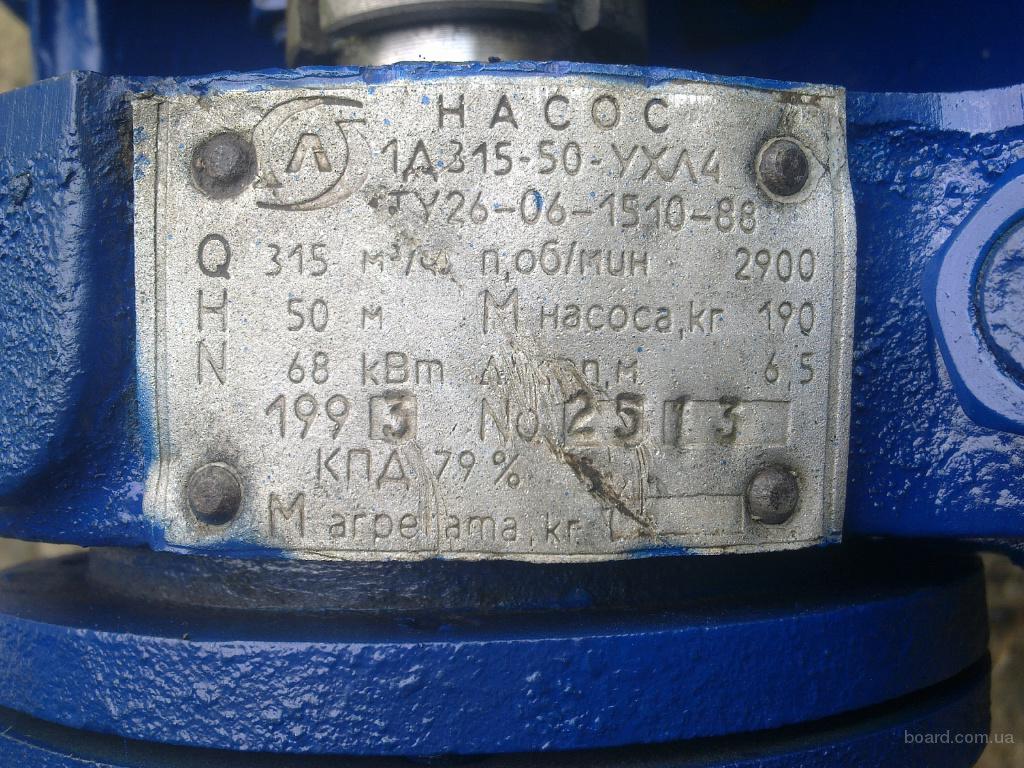 Л
НАСОС
1Д315-50-УХЛ4
ТУ26-06-1510-88
Q 315 м³/ч п,об/мин 2900
H 50 м М насоса,кг 190
N 68 кВт 6,5
1993 No 2513
КПД 79 %
М агрегата,кг
board.com.ua